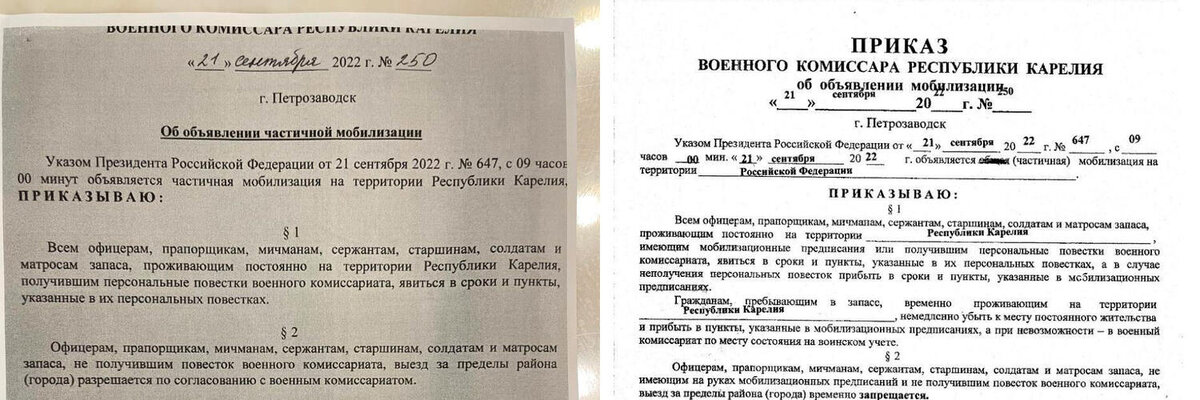 ВОЕННОГО КОМИССАРА РЕСПУБЛИКИ КАРЕЛИЯ
«21» сентября 2022 г. № 250
г. Петрозаводск
Об объявлении частичной мобилизации
Указом Президента Российской Федерации от 21 сентября 2022 г. № 647, с 09 часов
00 минут объявляется частичная мобилизация на территории Республики Карелия,
ПРИКАЗЫВАЮ:
§ 1
Всем офицерам, прапорщикам, мичманам, сержантам, старшинам, солдатам и
матросам запаса, проживающим постоянно на территории Республики Карелия,
получившим персональные повестки военного комиссариата, явиться в сроки и пункты,
указанные в их персональных повестках.
§ 2
Офицерам, прапорщикам, мичманам, сержантам, старшинам, солдатам и матросам
запаса, не получившим повесток военного комиссариата, выезд за пределы района
(города) разрешается по согласованию с военным комиссариатом.
ПРИКАЗ
ВОЕННОГО КОМИССАРА РЕСПУБЛИКИ КАРЕЛИЯ
об объявлении мобилизации
«21» сентября 2022 г. № 250
г. Петрозаводск
Указом Президента Российской Федерации от «21» сентября 2022 г. № 647, с 09
часов 00 мин. «21» сентября 2022 г. объявляется общая (частичная) мобилизация на
территории Российской Федерации.
ПРИКАЗЫВАЮ:
§ 1
Всем офицерам, прапорщикам, мичманам, сержантам, старшинам, солдатам и матросам запаса,
проживающим постоянно на территории Республики Карелия,
имеющим мобилизационные предписания или получившим персональные повестки военного
комиссариата, явиться в сроки и пункты, указанные в их персональных повестках, а в случае
неполучения персональных повесток прибыть в сроки и пункты, указанные в мобилизационных
предписаниях.
Гражданам, пребывающим в запасе, временно проживающим на территории
Республики Карелия, немедленно убыть к месту постоянного жительства
и прибыть в пункты, указанные в мобилизационных предписаниях, а при невозможности – в военный
комиссариат по месту состояния на воинском учете.
§ 2
Офицерам, прапорщикам, мичманам, сержантам, старшинам, солдатам и матросам запаса, не
имеющим на руках мобилизационных предписаний и не получившим повесток военного комиссариата,
выезд за пределы района (города) временно запрещается.